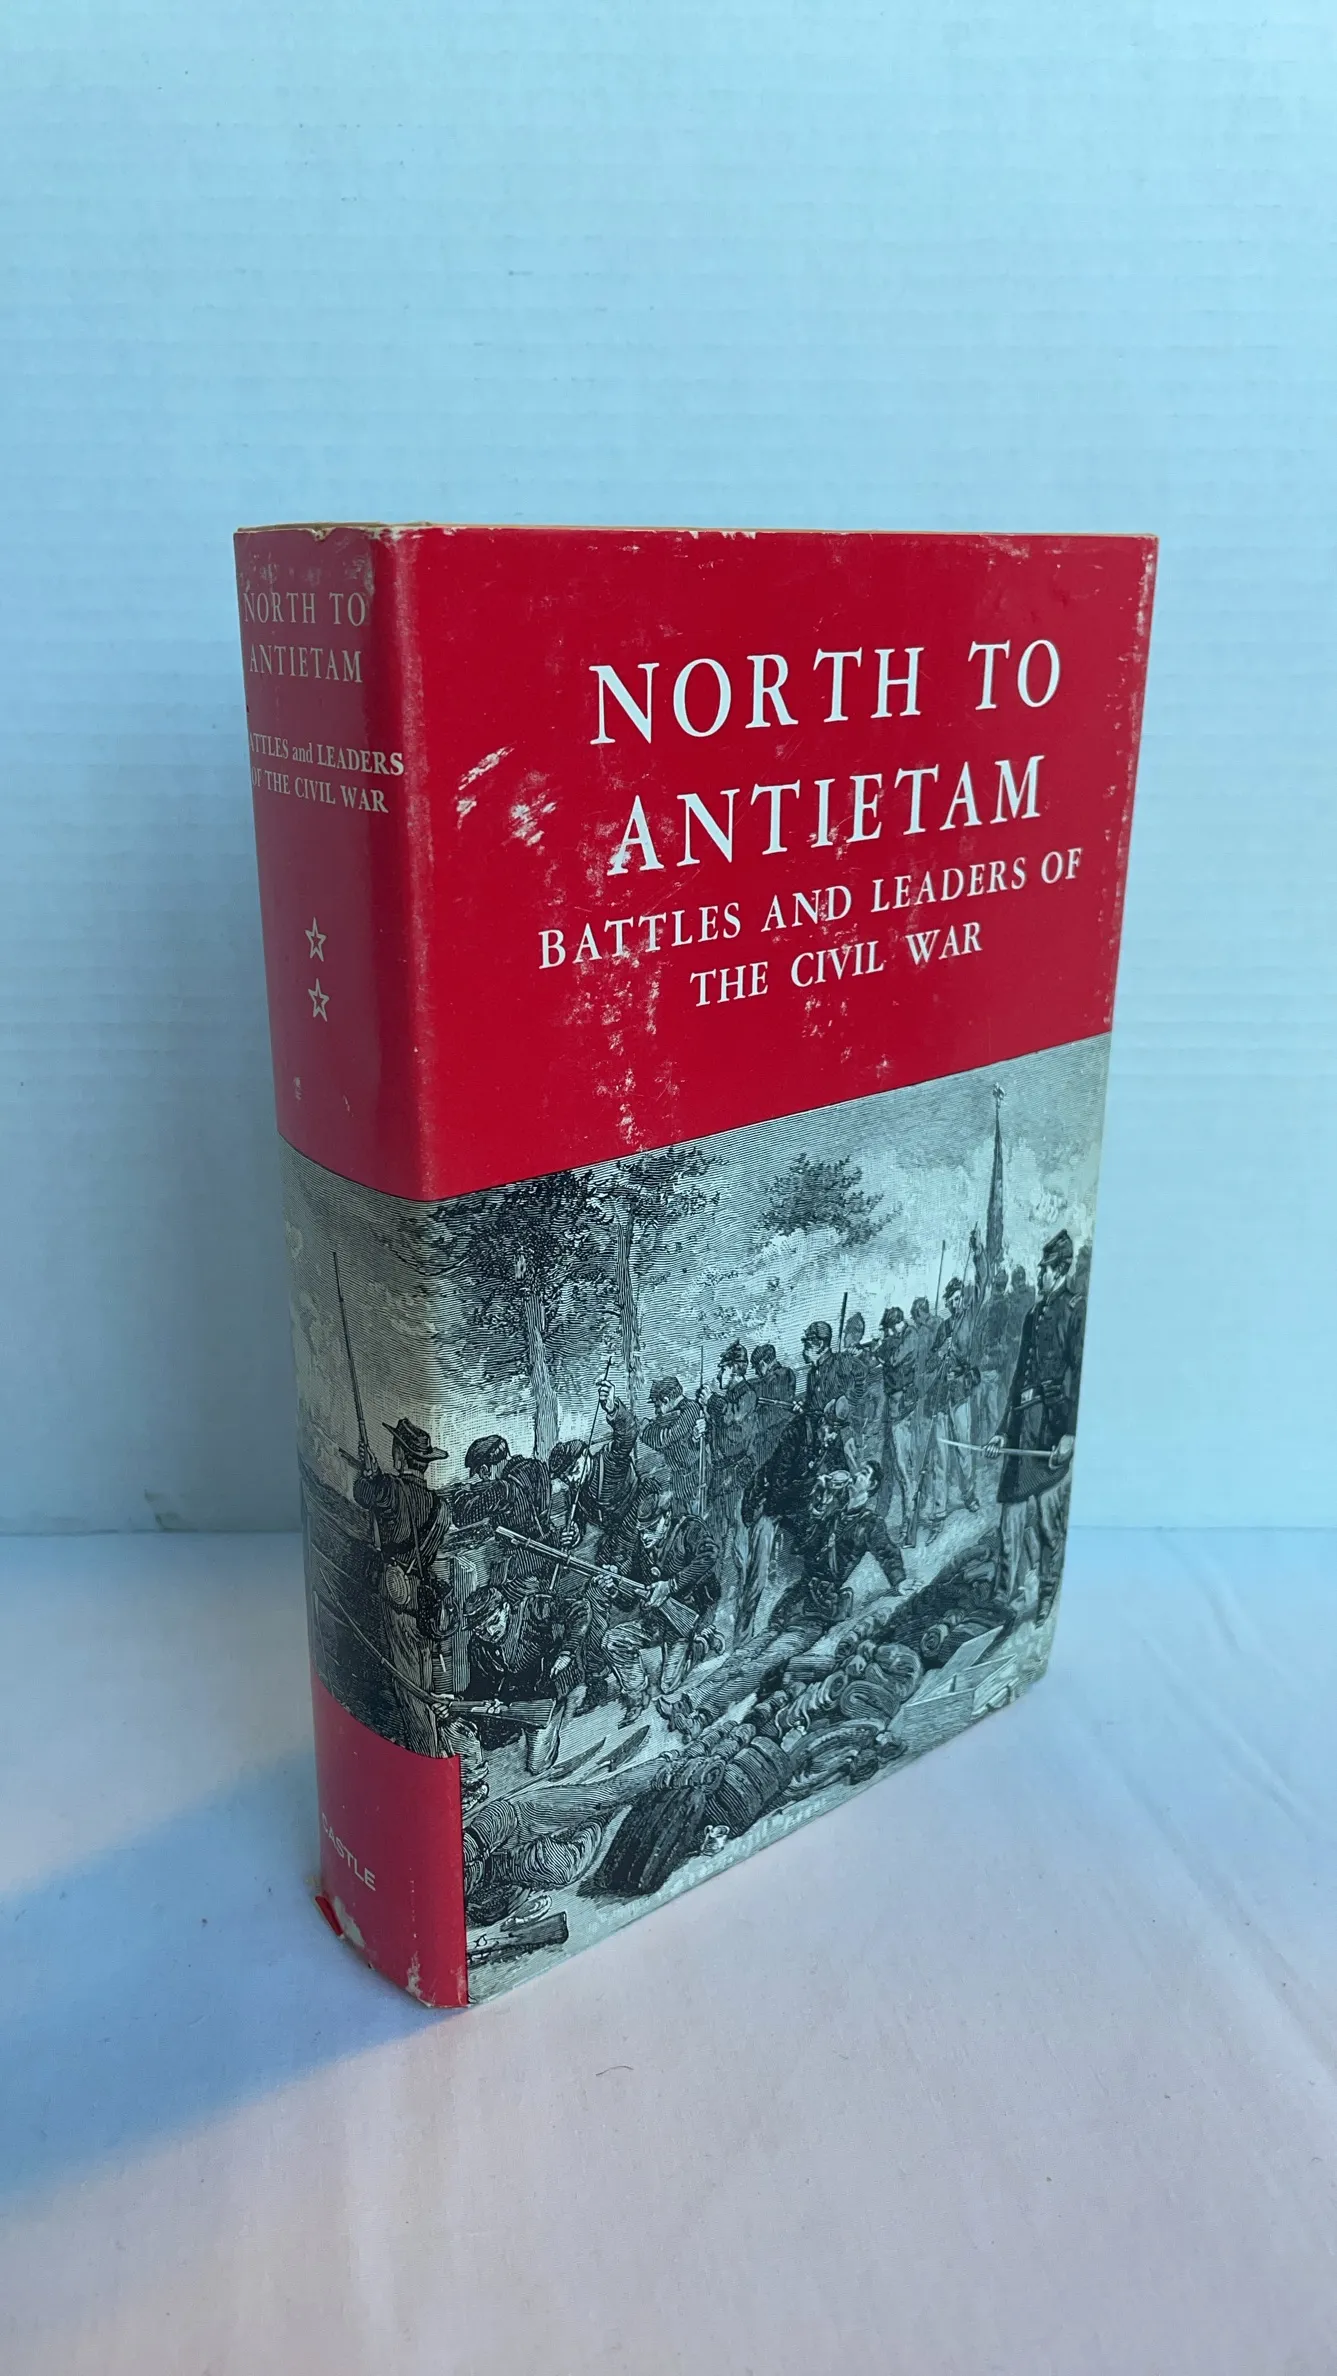 NORTH TO
ANTIETAM
ATTLES and LEADERS
OF THE CIVIL WAR
CASTLE
NORTH TO
ANTIETAM
BATTLES AND LEADERS OF
THE CIVIL WAR